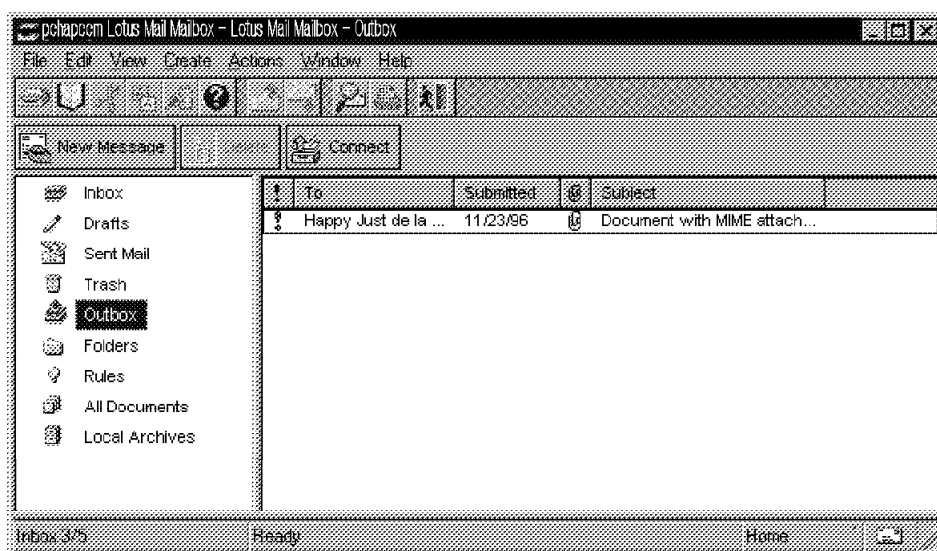 pchapcem Lotus Mail Mailbox – Lotus Mail Mailbox – Outbox
File Edit View Create Actions Window Help
New Message Connect
! To Submitted Subject
Inbox
! Happy Just de la ... 11/23/96 Document with MIME attach...
Drafts
Sent Mail
Trash
Outbox
Folders
Rules
All Documents
Local Archives
Inbox 3/5 Ready Home